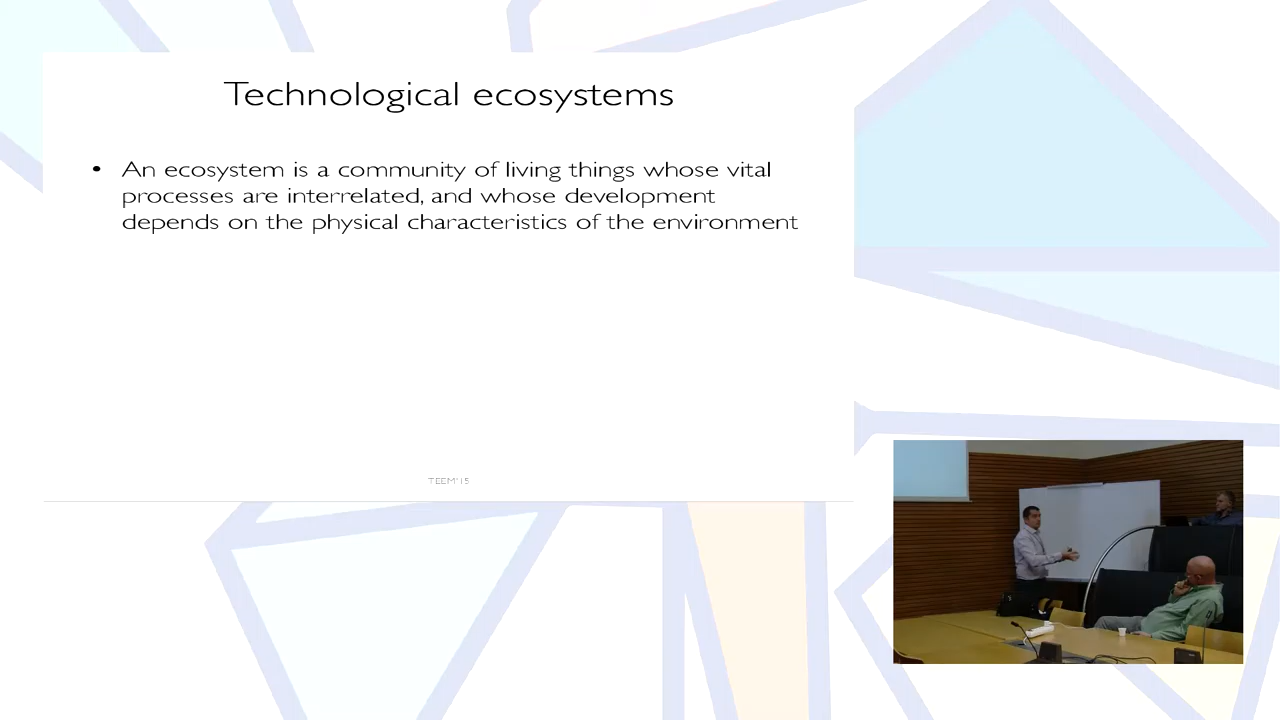 Technological ecosystems
• An ecosystem is a community of living things whose vital
processes are interrelated, and whose development
depends on the physical characteristics of the environment
TEEM'15